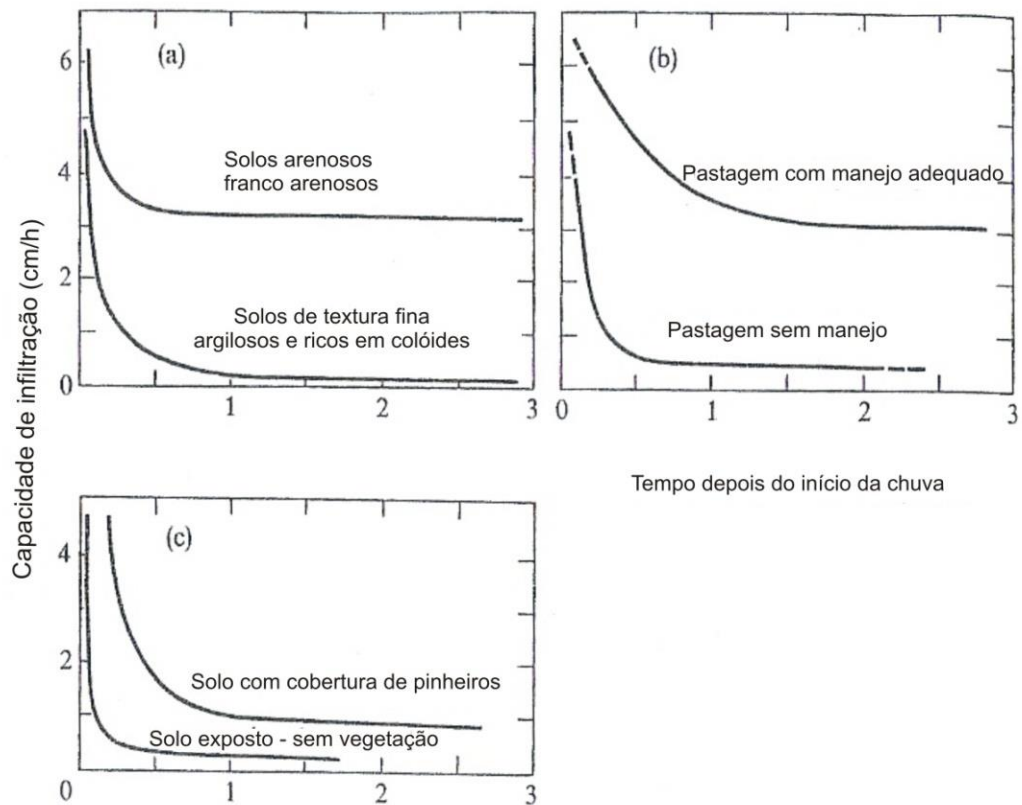 Capacidade de infiltração (cm/h)
(a)
6
4
2
0
Solos arenosos
franco arenosos
Solos de textura fina
argilosos e ricos em colóides
1
2
3
(b)
Pastagem com manejo adequado
Pastagem sem manejo
0
1
2
3
Tempo depois do início da chuva
(c)
4
2
Solo com cobertura de pinheiros
Solo exposto - sem vegetação
0
1
2
3